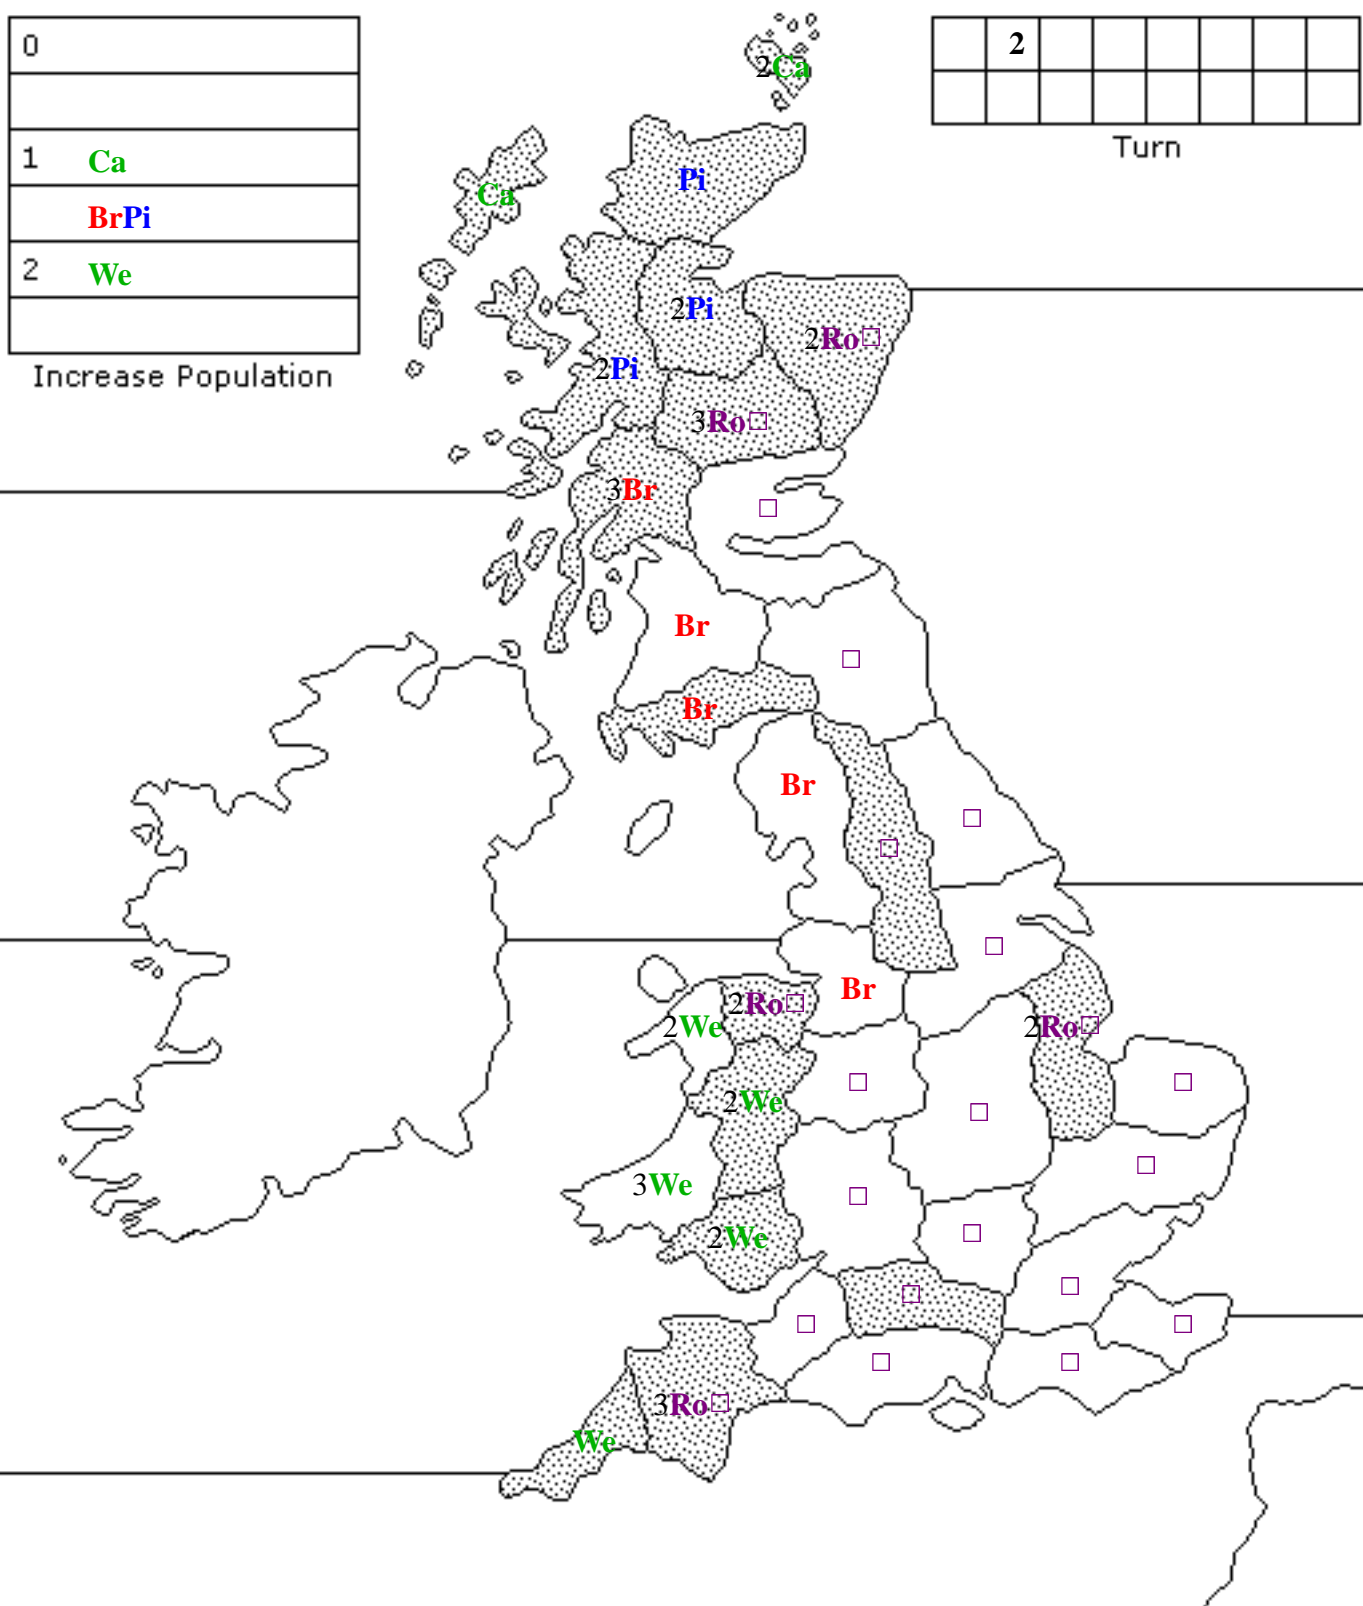 0
2
2Ca
Turn
1 Ca
Pi
Ca
BrPi
2 We
2Pi
2Ro□
2Pi
Increase Population
3Ro□
3Br
□
Br
□
Br
Br
□
□
□
Br
2Ro□
2We
2Ro□
□
□
2We
□
□
3We
□
2We
□
□
□
□
□
□
□
3Ro□
We